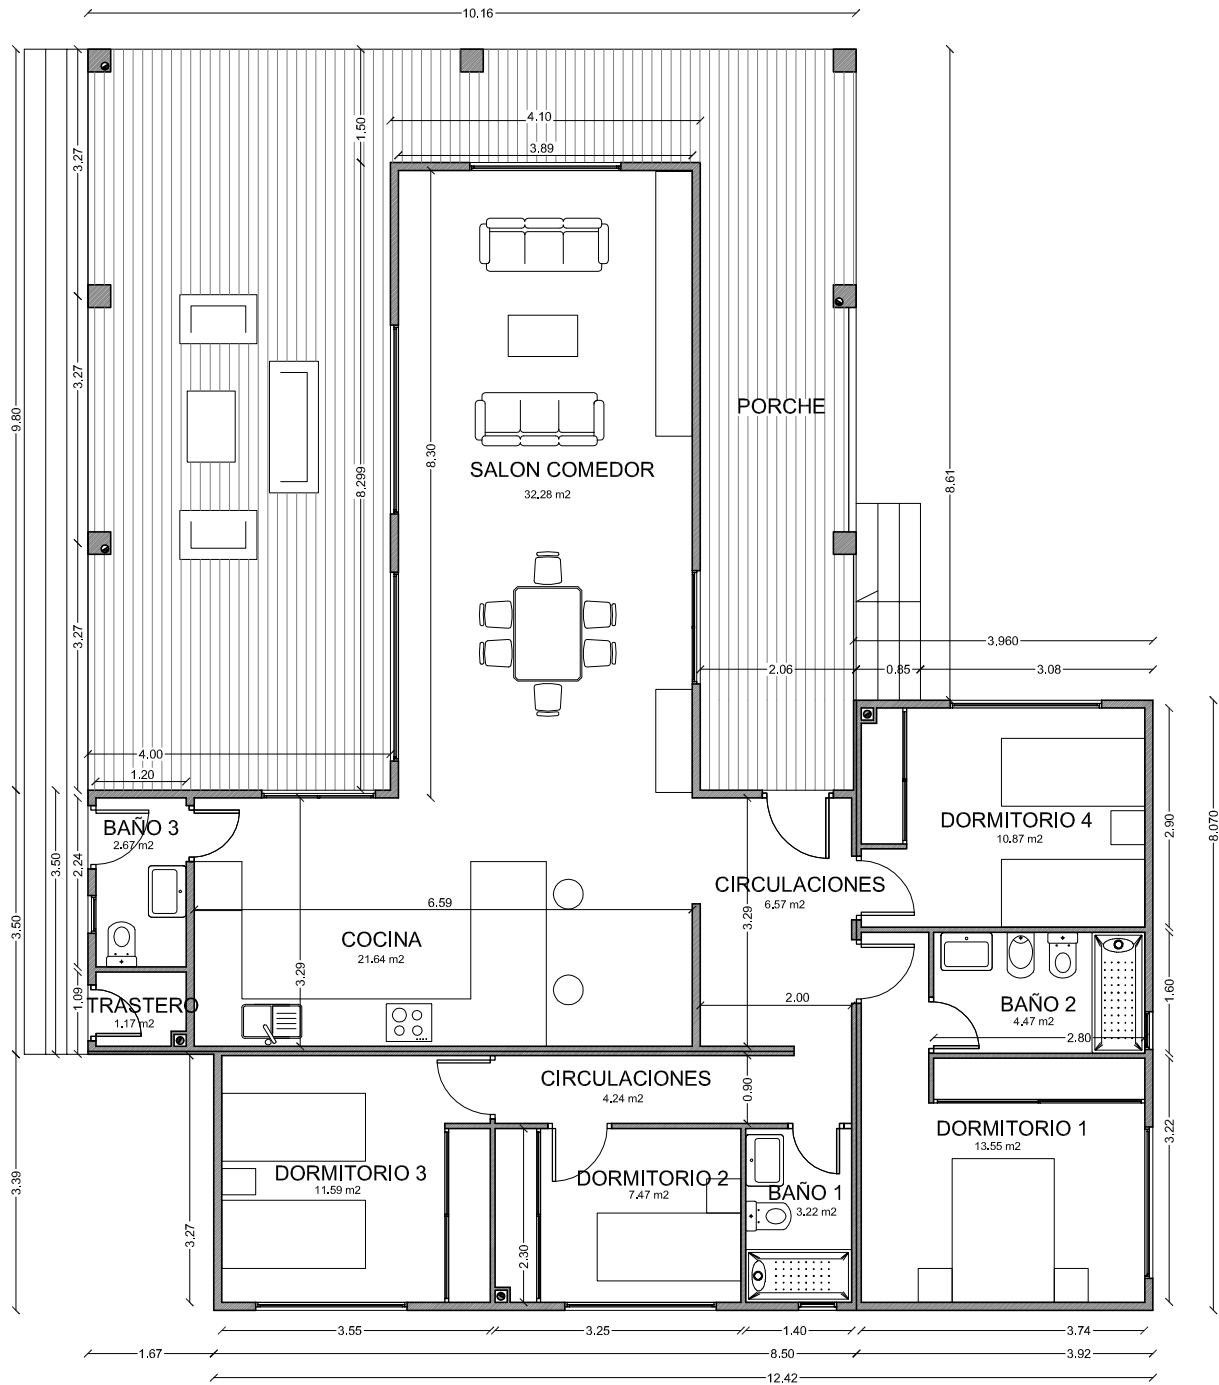 10.16
4.10
3.89
1.50
3.27
9.80
3.27
8.30
8.299
PORCHE
SALON COMEDOR
32.28 m2
8.61
3.27
3.960
2.06
0.85
3.08
4.00
1.20
BAÑO 3
2.67 m2
2.24
3.50
3.50
DORMITORIO 4
10.87 m2
2.90
8.070
CIRCULACIONES
6.57 m2
6.59
3.29
COCINA
21.64 m2
3.29
TRASTERO
1.17 m2
1.09
2.00
BAÑO 2
4.47 m2
1.60
2.80
CIRCULACIONES
4.24 m2
0.90
DORMITORIO 1
13.55 m2
3.22
DORMITORIO 3
11.59 m2
DORMITORIO 2
7.47 m2
BAÑO 1
3.22 m2
3.39
3.27
2.30
3.55
3.25
1.40
3.74
1.67
8.50
3.92
12.42